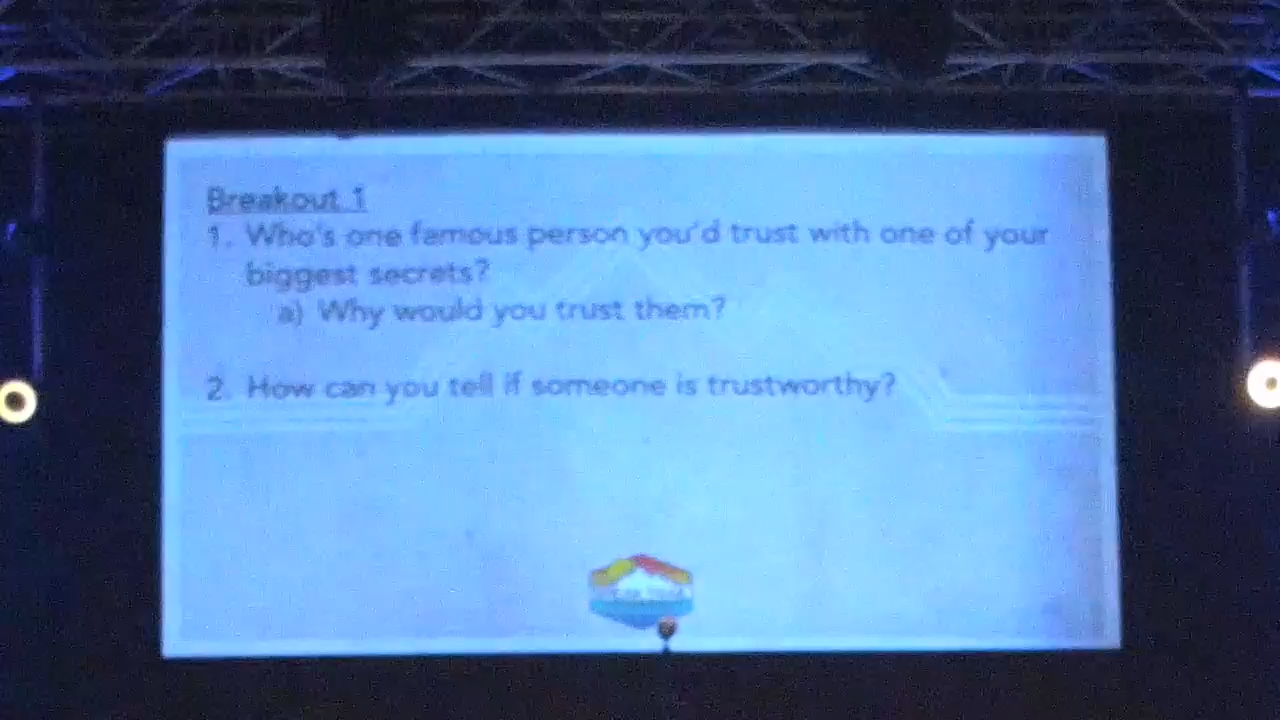 Breakout 1
1. Who's one famous person you'd trust with one of your
biggest secrets?
a) Why would you trust them?
2. How can you tell if someone is trustworthy?